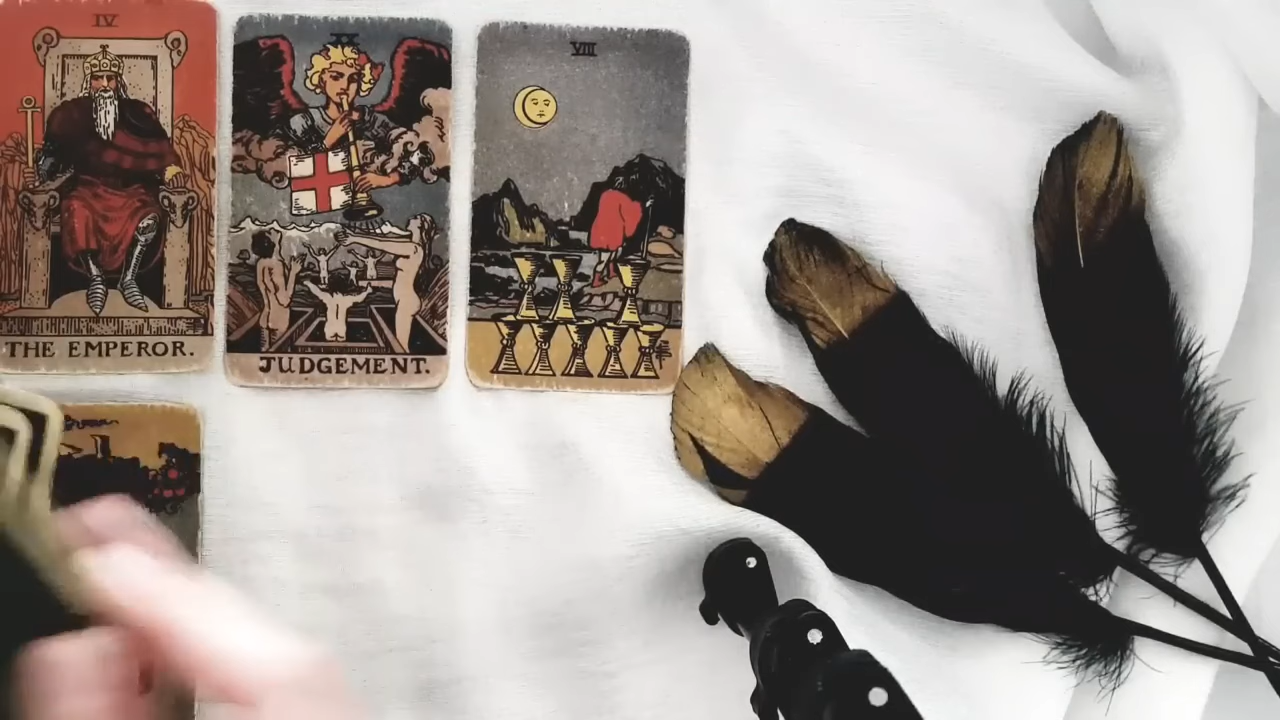 IV
XX
VIII
THE EMPEROR.
JUDGEMENT.